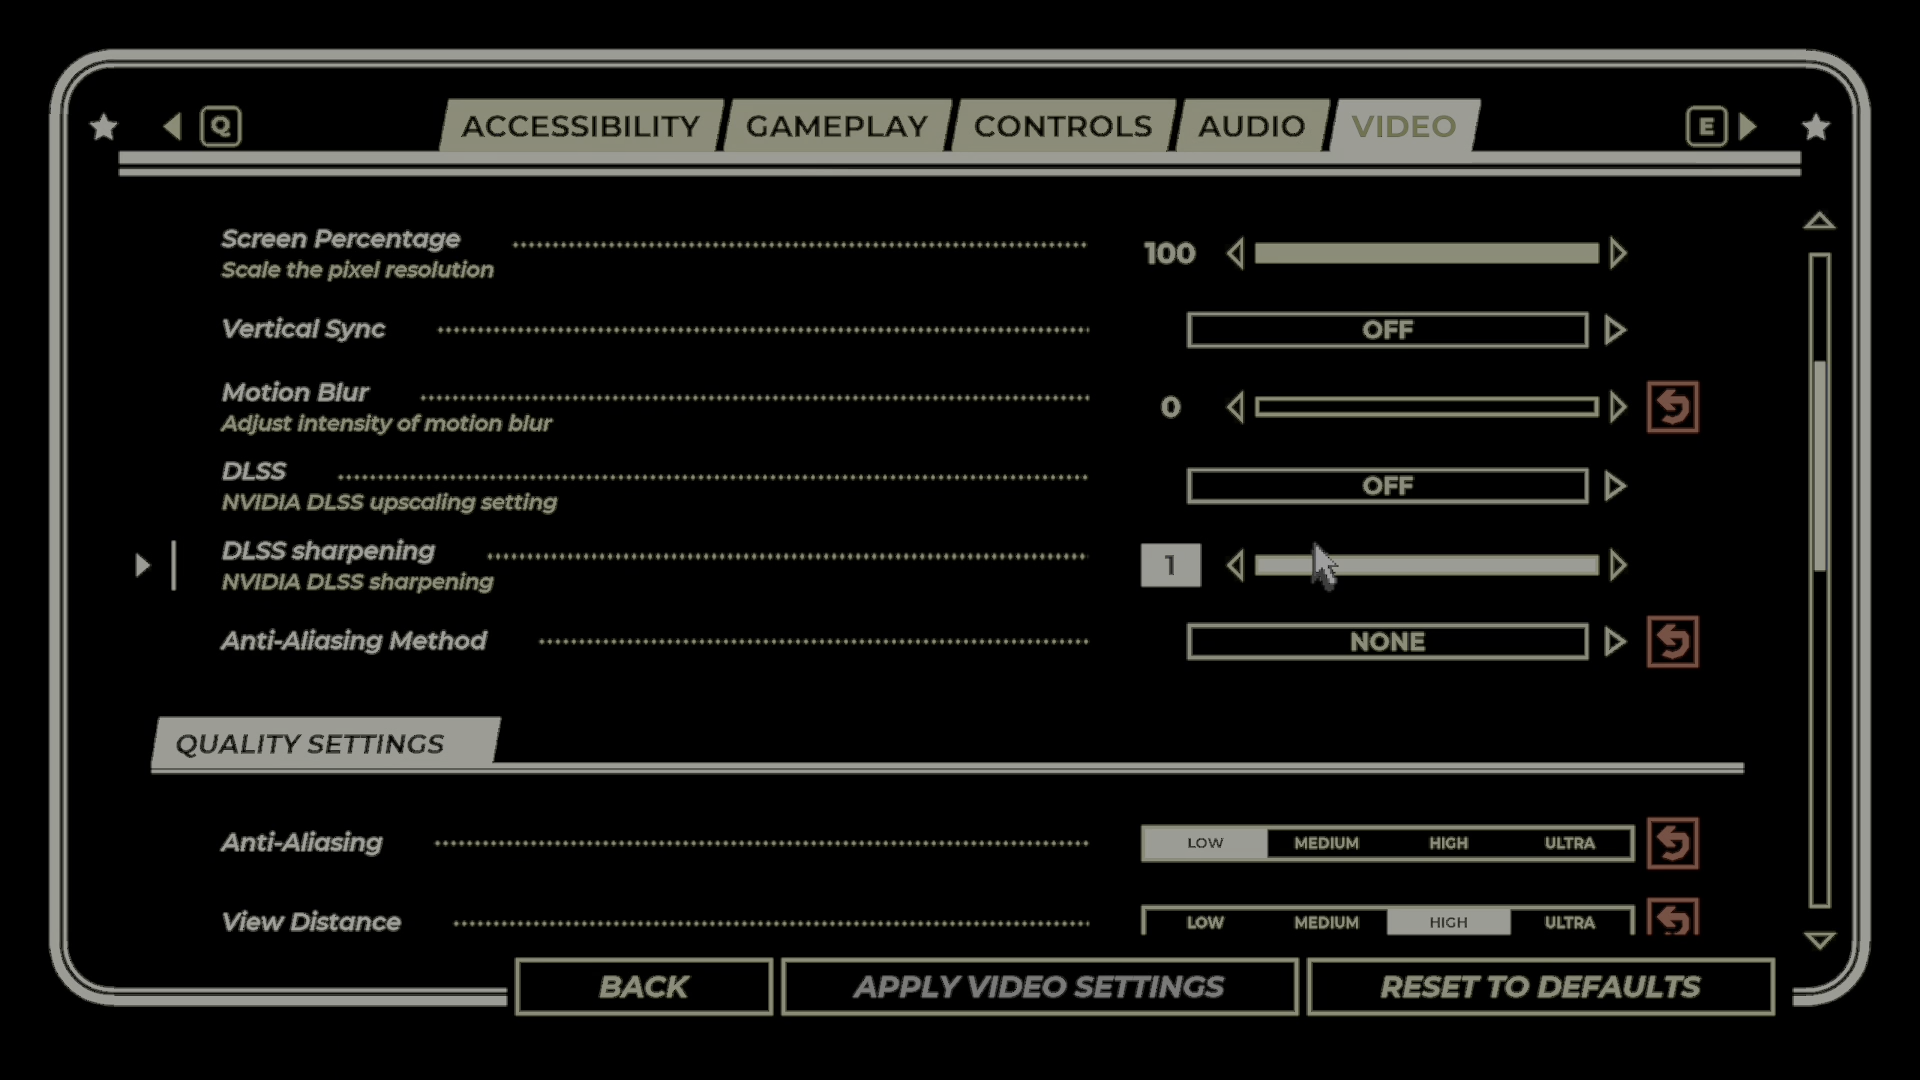 Q
ACCESSIBILITY GAMEPLAY CONTROLS AUDIO VIDEO
E
Screen Percentage 100
Scale the pixel resolution
Vertical Sync OFF
Motion Blur 0
Adjust intensity of motion blur
DLSS OFF
NVIDIA DLSS upscaling setting
DLSS sharpening 1
NVIDIA DLSS sharpening
Anti-Aliasing Method NONE
QUALITY SETTINGS
Anti-Aliasing LOW MEDIUM HIGH ULTRA
View Distance LOW MEDIUM HIGH ULTRA
BACK APPLY VIDEO SETTINGS RESET TO DEFAULTS